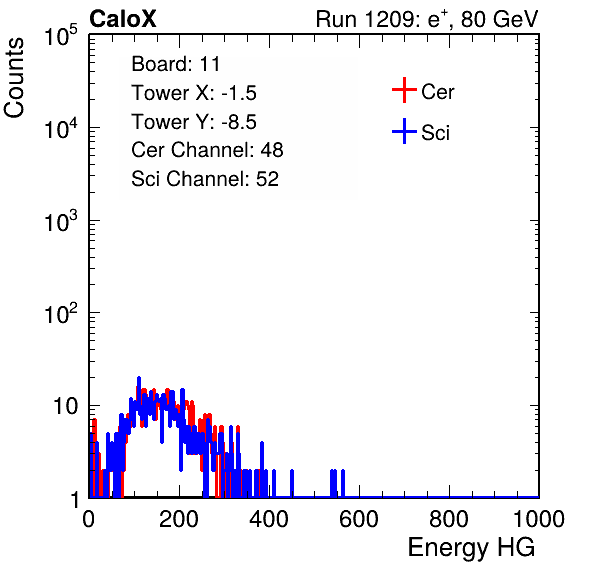 CaloX Run 1209: e⁺, 80 GeV
Counts
Board: 11
Tower X: -1.5
Tower Y: -8.5
Cer Channel: 48
Sci Channel: 52
Cer
Sci
10⁵
10⁴
10³
10²
10
1
0 200 400 600 800 1000
Energy HG